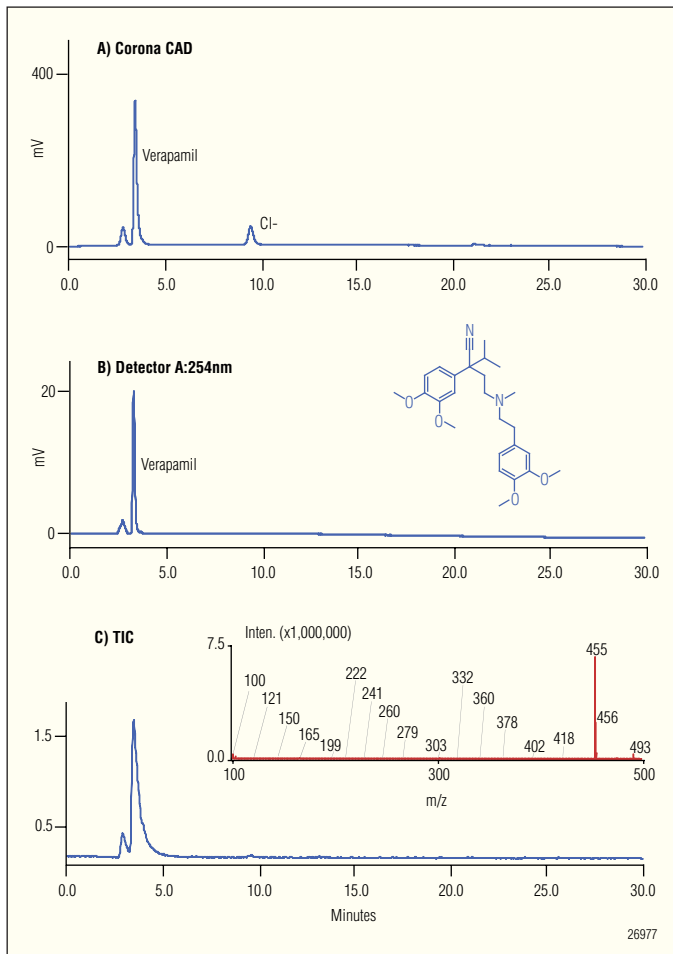 A) Corona CAD
400
mV
Verapamil
Cl-
0
0.0 5.0 10.0 15.0 20.0 25.0 30.0
N
B) Detector A:254nm
20
mV
Verapamil
O
O
N
O
O
0
0.0 5.0 10.0 15.0 20.0 25.0 30.0
C) TIC
Inten. (x1,000,000)
7.5
455
100
121
150
165
199
222
241
260
279
303
332
360
378
402
418
456
493
0.0
100 300 500
m/z
1.5
0.5
0.0 5.0 10.0 15.0 20.0 25.0 30.0
Minutes
26977